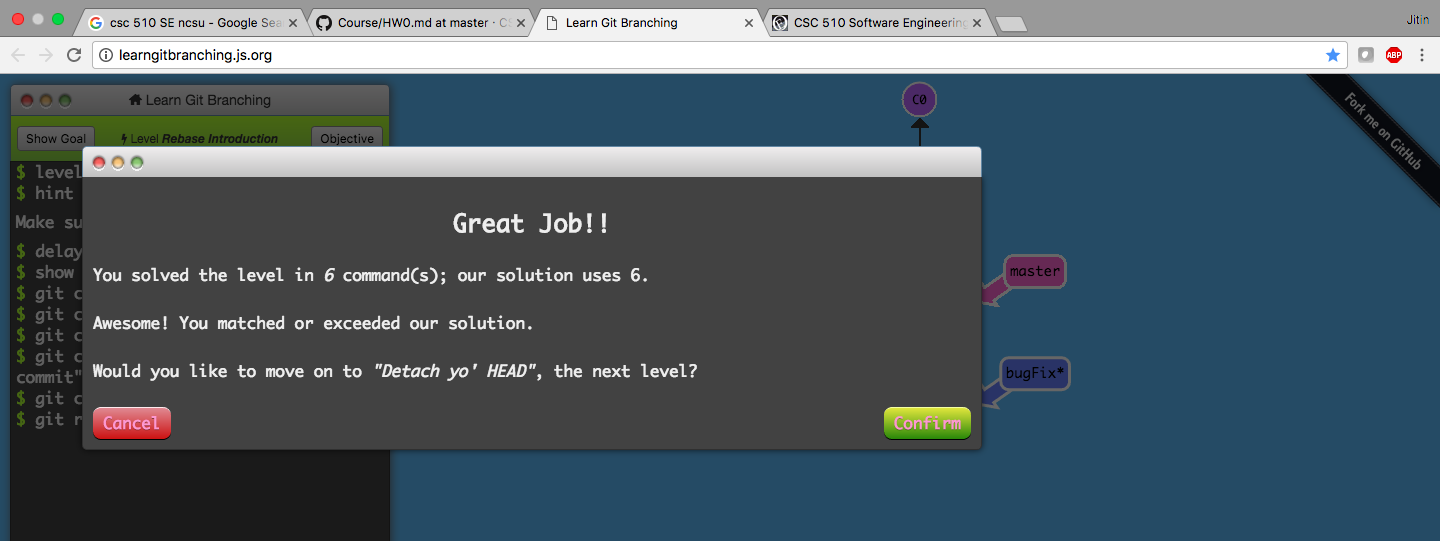 csc 510 SE ncsu - Google Sea
Course/HW0.md at master · CS
Learn Git Branching
CSC 510 Software Engineering
Jitin
learngitbranching.js.org
ABP
Learn Git Branching
Show Goal
Level Rebase Introduction
Objective
$ level
$ hint
Make su
$ delay
$ show
$ git c
$ git c
$ git c
$ git c
commit"
$ git c
$ git r
C0
Fork me on GitHub
master
bugFix*
Great Job!!
You solved the level in 6 command(s); our solution uses 6.
Awesome! You matched or exceeded our solution.
Would you like to move on to "Detach yo' HEAD", the next level?
Cancel
Confirm